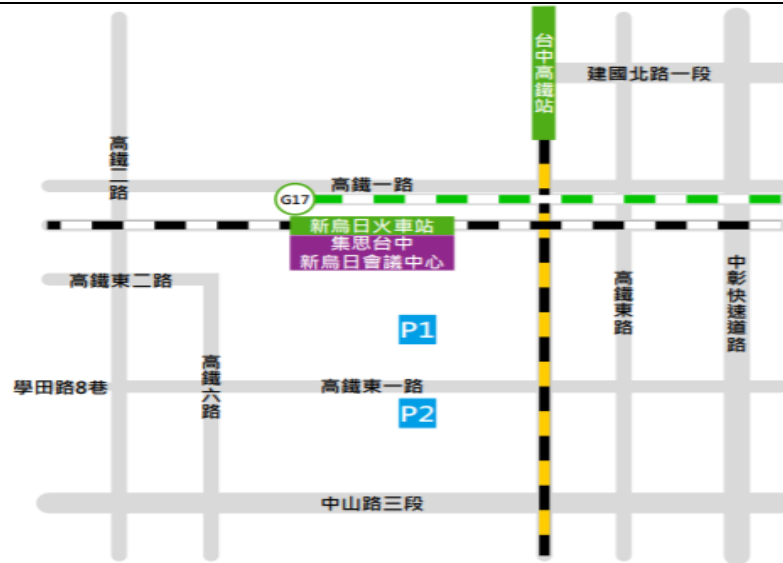 台中高鐵站
建國北路一段
高鐵二路
高鐵一路
G17
新烏日火車站
集思台中
新烏日會議中心
高鐵東二路
高鐵東路
中彰快速道路
P1
高鐵六路
學田路8巷
高鐵東一路
P2
中山路三段